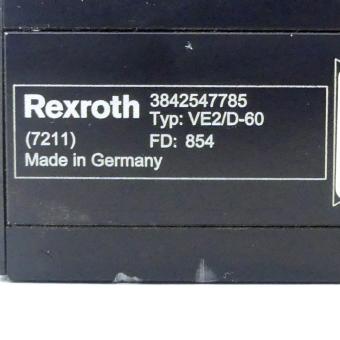 Rexroth 3842547785
Typ: VE2/D-60
(7211) FD: 854
Made in Germany